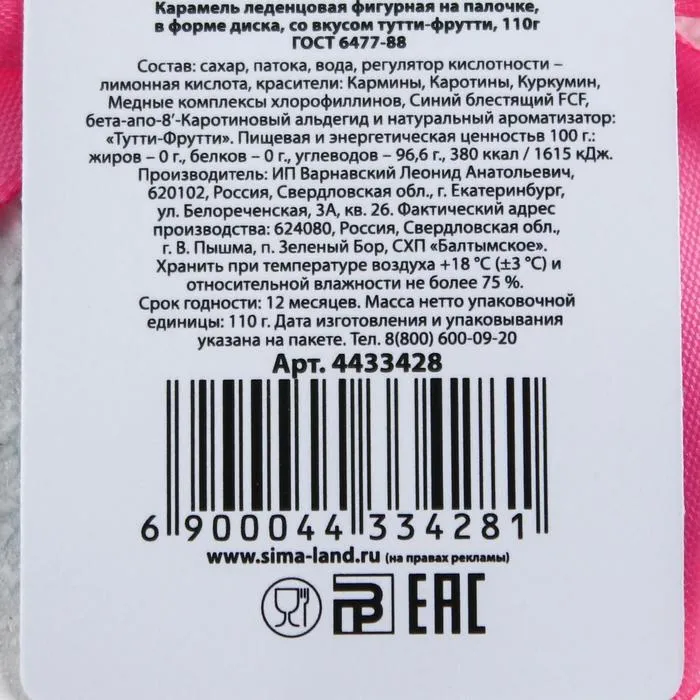 Карамель леденцовая фигурная на палочке,
в форме диска, со вкусом тутти-фрутти, 110г
ГОСТ 6477-88
Состав: сахар, патока, вода, регулятор кислотности –
лимонная кислота, красители: Кармины, Каротины, Куркумин,
Медные комплексы хлорофиллинов, Синий блестящий FCF,
бета-апо-8'-Каротиновый альдегид и натуральный ароматизатор:
«Тутти-Фрутти». Пищевая и энергетическая ценностьв 100 г.:
жиров – 0 г., белков – 0 г., углеводов – 96,6 г., 380 ккал / 1615 кДж.
Производитель: ИП Варнавский Леонид Анатольевич,
620102, Россия, Свердловская обл., г. Екатеринбург,
ул. Белореченская, 3А, кв. 26. Фактический адрес
производства: 624080, Россия, Свердловская обл.,
г. В. Пышма, п. Зеленый Бор, СХП «Балтымское».
Хранить при температуре воздуха +18 °С (±3 °С) и
относительной влажности не более 75 %.
Срок годности: 12 месяцев. Масса нетто упаковочной
единицы: 110 г. Дата изготовления и упаковывания
указана на пакете. Тел. 8(800) 600-09-20
Арт. 4433428
6 900044 334281
www.sima-land.ru (на правах рекламы)
ЕАС